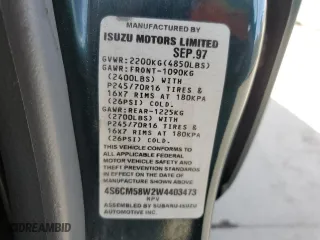 MANUFACTURED BY
ISUZU MOTORS LIMITED
SEP.97
GVWR: 2200KG(4850LBS)
GAWR: FRONT-1090KG
(2400LBS) WITH
P245/70R16 TIRES &
16x7 RIMS AT 180KPA
(26PSI) COLD.
GAWR: REAR-1225KG
(2700LBS) WITH
P245/70R16 TIRES &
16x7 RIMS AT 180KPA
(26PSI) COLD.
THIS VEHICLE CONFORMS TO
ALL APPLICABLE FEDERAL
MOTOR VEHICLE SAFETY AND
THEFT PREVENTION STANDARDS
IN EFFECT ON THE DATE OF
MANUFACTURE SHOWN ABOVE
4S6CM58W2W4403473
MPV
ASSEMBLED BY SUBARU-ISUZU
AUTOMOTIVE INC.